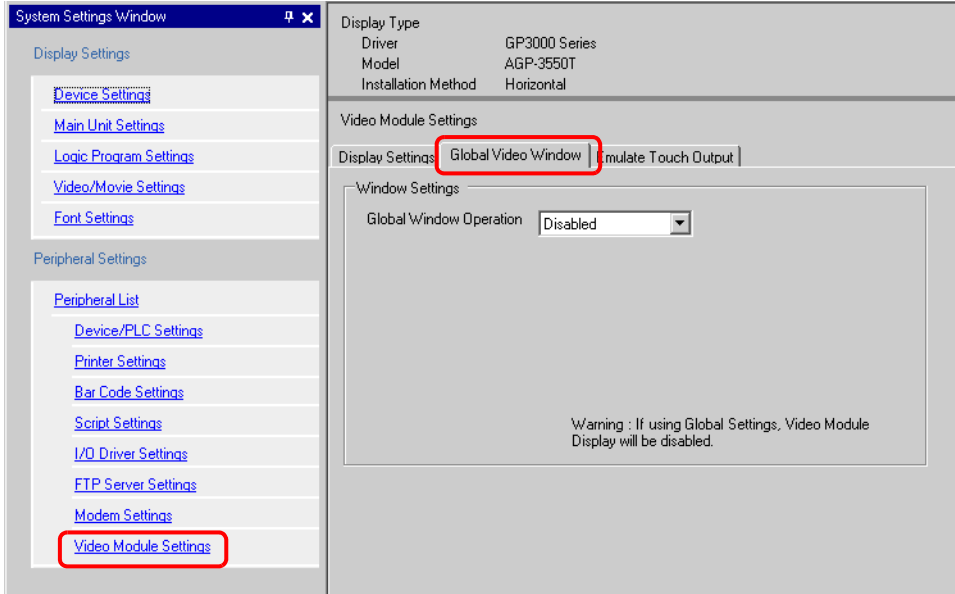 System Settings Window
Display Settings
Device Settings
Main Unit Settings
Logic Program Settings
Video/Movie Settings
Font Settings
Peripheral Settings
Peripheral List
Device/PLC Settings
Printer Settings
Bar Code Settings
Script Settings
I/O Driver Settings
FTP Server Settings
Modem Settings
Video Module Settings
Display Type
Driver GP3000 Series
Model AGP-3550T
Installation Method Horizontal
Video Module Settings
Display Settings Global Video Window Emulate Touch Output
Window Settings
Global Window Operation Disabled
Warning : If using Global Settings, Video Module
Display will be disabled.